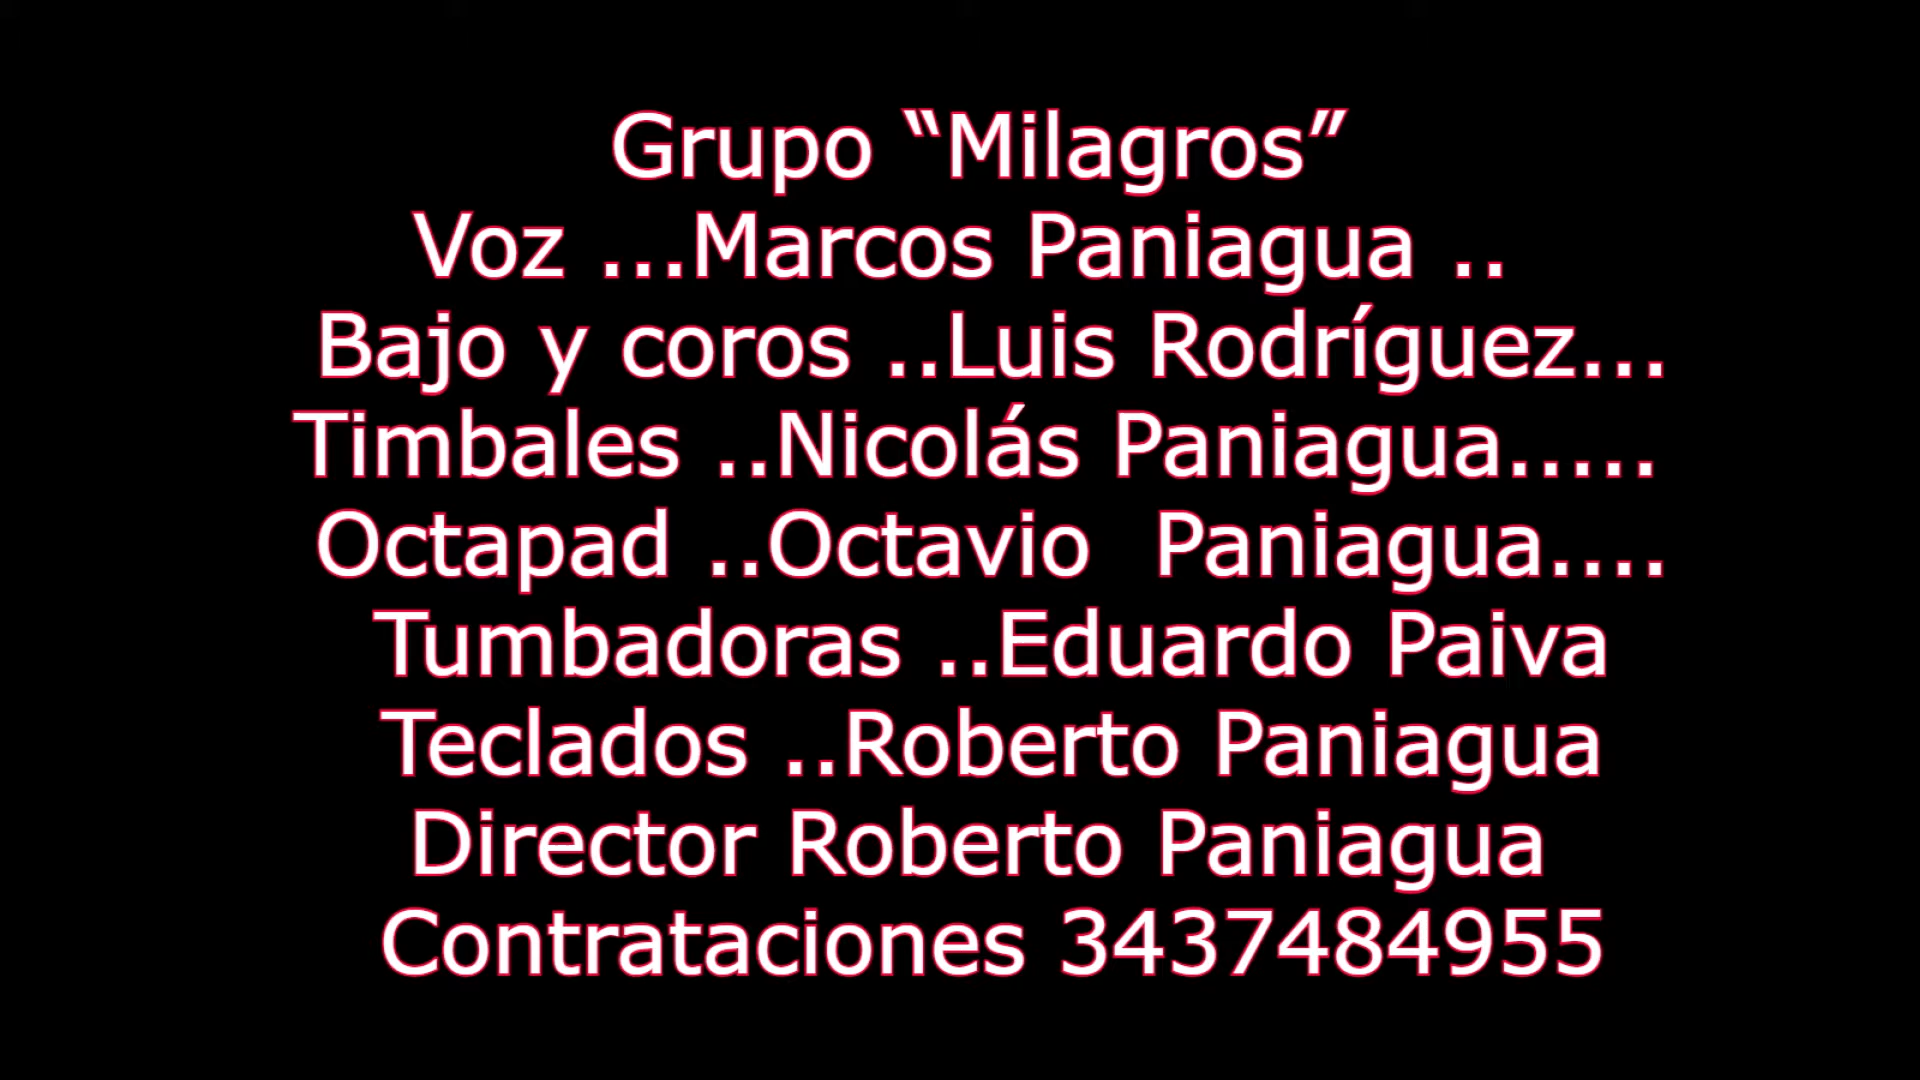 Grupo “Milagros”
Voz ...Marcos Paniagua ..
Bajo y coros ..Luis Rodríguez...
Timbales ..Nicolás Paniagua.....
Octapad ..Octavio  Paniagua....
Tumbadoras ..Eduardo Paiva
Teclados ..Roberto Paniagua
Director Roberto Paniagua
Contrataciones 3437484955